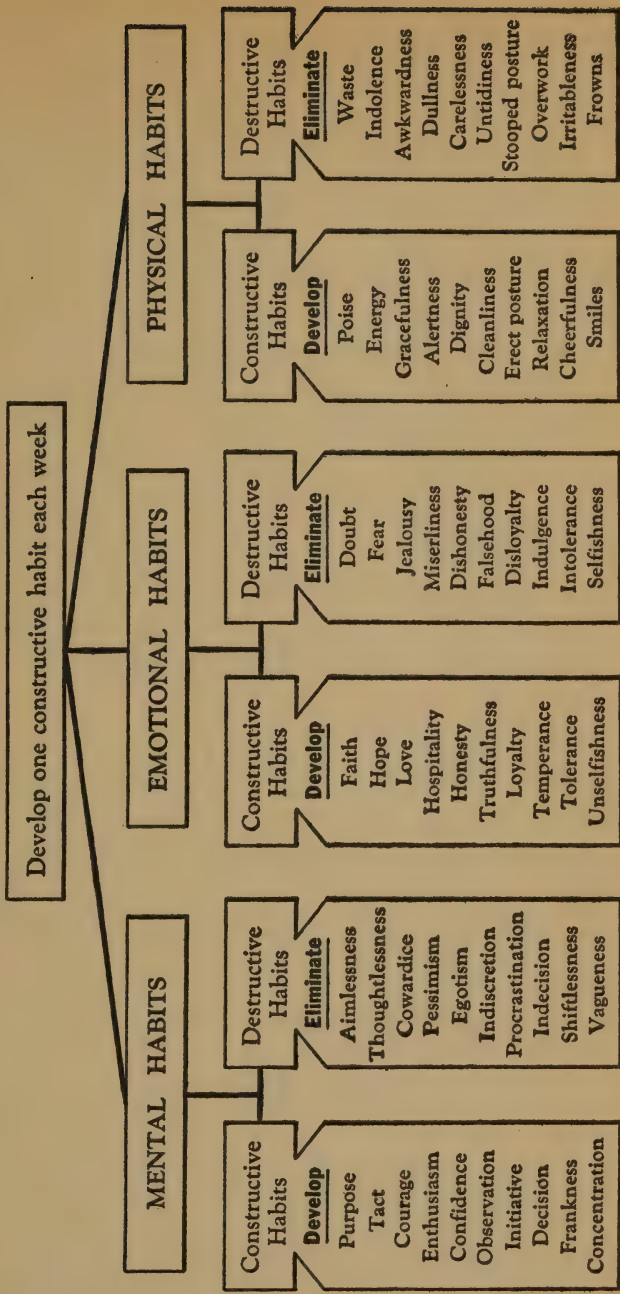 Develop one constructive habit each week
MENTAL HABITS
Constructive
Habits
Develop
Purpose
Tact
Courage
Enthusiasm
Confidence
Observation
Initiative
Decision
Frankness
Concentration
Destructive
Habits
Eliminate
Aimlessness
Thoughtlessness
Cowardice
Pessimism
Egotism
Indiscretion
Procrastination
Indecision
Shiftlessness
Vagueness
EMOTIONAL HABITS
Constructive
Habits
Develop
Faith
Hope
Love
Hospitality
Honesty
Truthfulness
Loyalty
Temperance
Tolerance
Unselfishness
Destructive
Habits
Eliminate
Doubt
Fear
Jealousy
Miserliness
Dishonesty
Falsehood
Disloyalty
Indulgence
Intolerance
Selfishness
PHYSICAL HABITS
Constructive
Habits
Develop
Poise
Energy
Gracefulness
Alertness
Dignity
Cleanliness
Erect posture
Relaxation
Cheerfulness
Smiles
Destructive
Habits
Eliminate
Waste
Indolence
Awkwardness
Dullness
Carelessness
Untidiness
Stooped posture
Overwork
Irritableness
Frowns